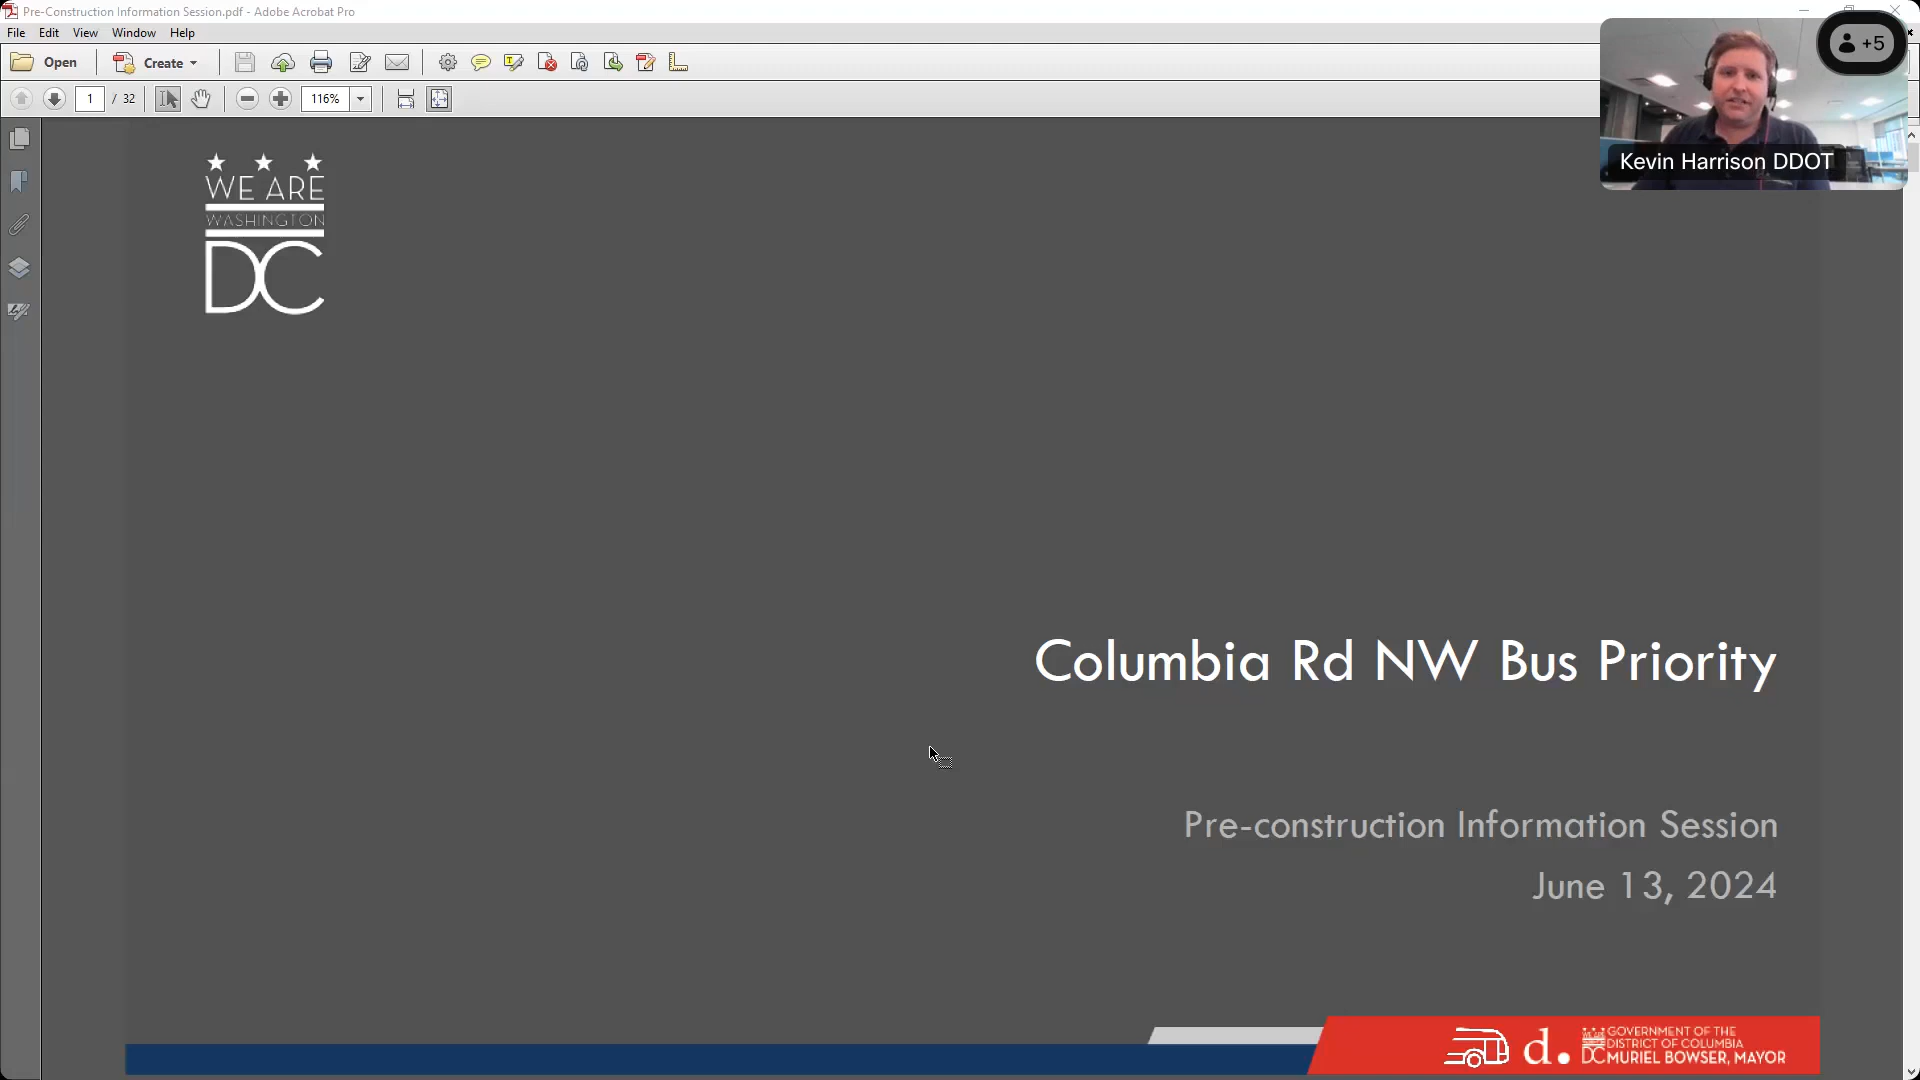 Pre-Construction Information Session.pdf - Adobe Acrobat Pro
File Edit View Window Help
Open Create
1 / 32 116%
+5
Kevin Harrison DDOT
WE ARE
WASHINGTON
DC
Columbia Rd NW Bus Priority
Pre-construction Information Session
June 13, 2024
d.
WE ARE
DC
GOVERNMENT OF THE
DISTRICT OF COLUMBIA
MURIEL BOWSER, MAYOR